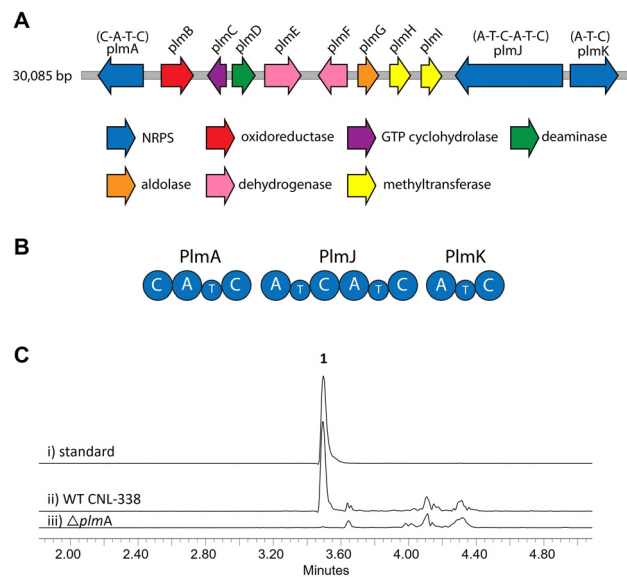 A
(C-A-T-C)
plmA
plmB
plmC
plmD
plmE
plmF
plmG
plmH
plmI
(A-T-C-A-T-C)
plmJ
(A-T-C)
plmK
30,085 bp
NRPS
oxidoreductase
GTP cyclohydrolase
deaminase
aldolase
dehydrogenase
methyltransferase
B
PlmA
PlmJ
PlmK
C A T C A T C A T C A T C
C
1
i) standard
ii) WT CNL-338
iii) △plmA
2.00 2.40 2.80 3.20 3.60 4.00 4.40 4.80
Minutes